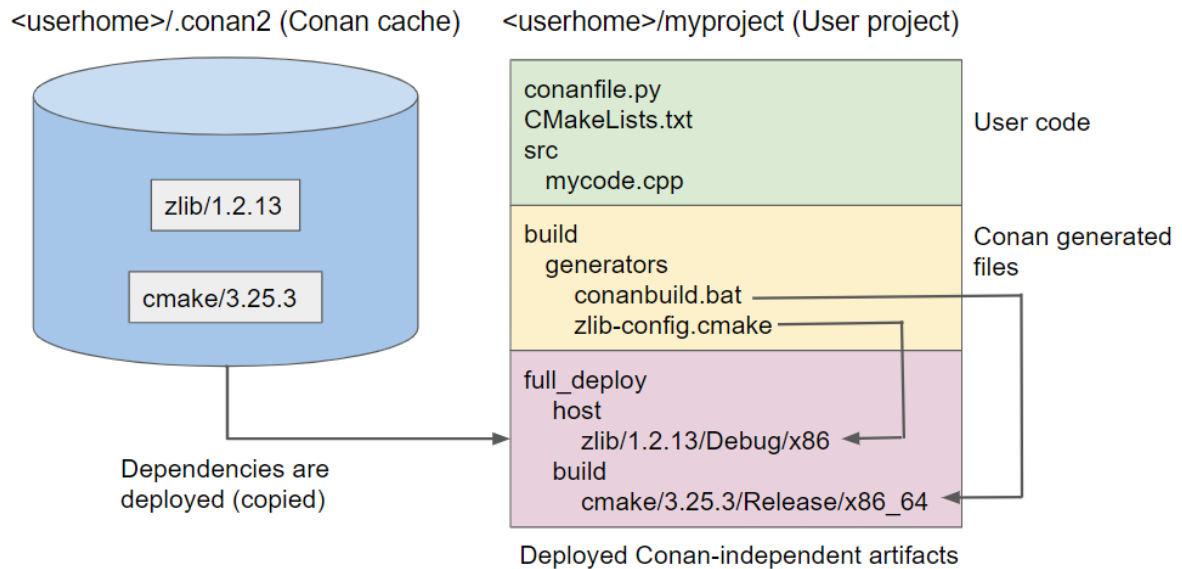 <userhome>/.conan2 (Conan cache)
zlib/1.2.13
cmake/3.25.3
Dependencies are
deployed (copied)
<userhome>/myproject (User project)
conanfile.py
CMakeLists.txt
src
mycode.cpp
User code
build
generators
conanbuild.bat
zlib-config.cmake
Conan generated
files
full_deploy
host
zlib/1.2.13/Debug/x86
build
cmake/3.25.3/Release/x86_64
Deployed Conan-independent artifacts